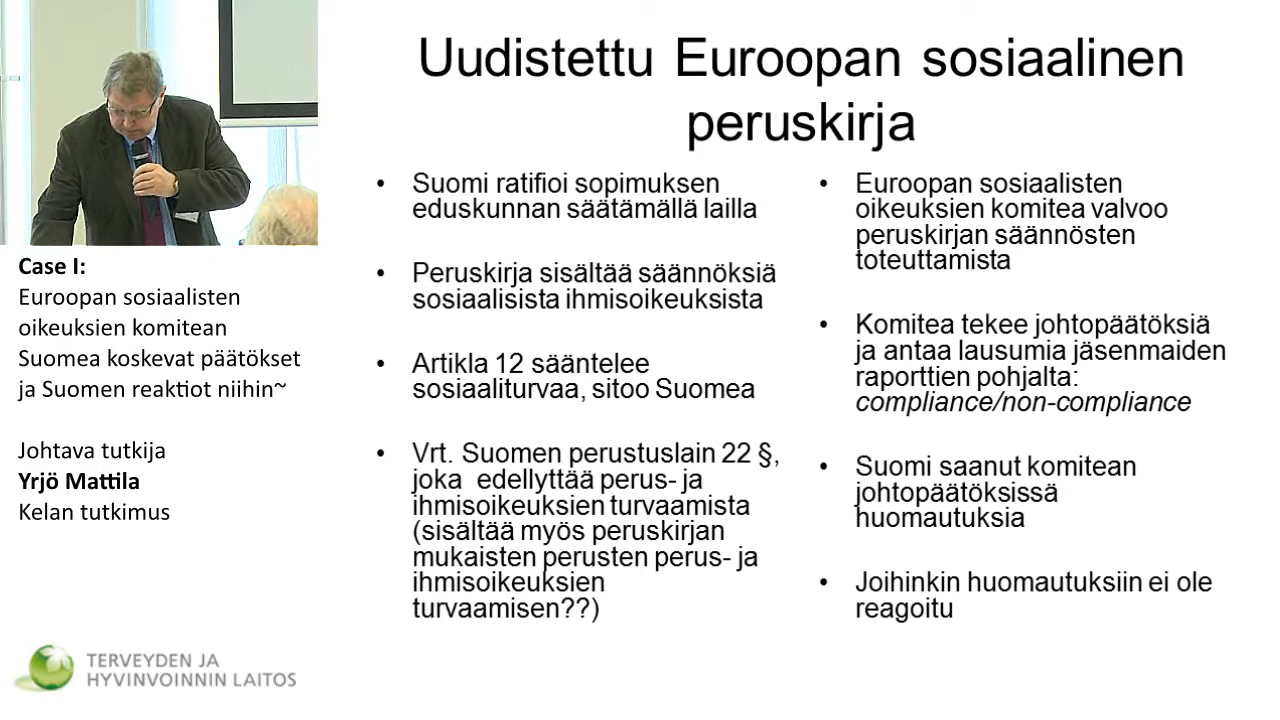 Uudistettu Euroopan sosiaalinen
peruskirja
• Suomi ratifioi sopimuksen
eduskunnan säätämällä lailla
• Peruskirja sisältää säännöksiä
sosiaalisista ihmisoikeuksista
• Artikla 12 sääntelee
sosiaaliturvaa, sitoo Suomea
• Vrt. Suomen perustuslain 22 §,
joka edellyttää perus- ja
ihmisoikeuksien turvaamista
(sisältää myös peruskirjan
mukaisten perusten perus- ja
ihmisoikeuksien
turvaamisen??)
• Euroopan sosiaalisten
oikeuksien komitea valvoo
peruskirjan säännösten
toteuttamista
• Komitea tekee johtopäätöksiä
ja antaa lausumia jäsenmaiden
raporttien pohjalta:
compliance/non-compliance
• Suomi saanut komitean
johtopäätöksissä
huomautuksia
• Joihinkin huomautuksiin ei ole
reagoitu
Case I:
Euroopan sosiaalisten
oikeuksien komitean
Suomea koskevat päätökset
ja Suomen reaktiot niihin~
Johtava tutkija
Yrjö Mattila
Kelan tutkimus
TERVEYDEN JA
HYVINVOINNIN LAITOS